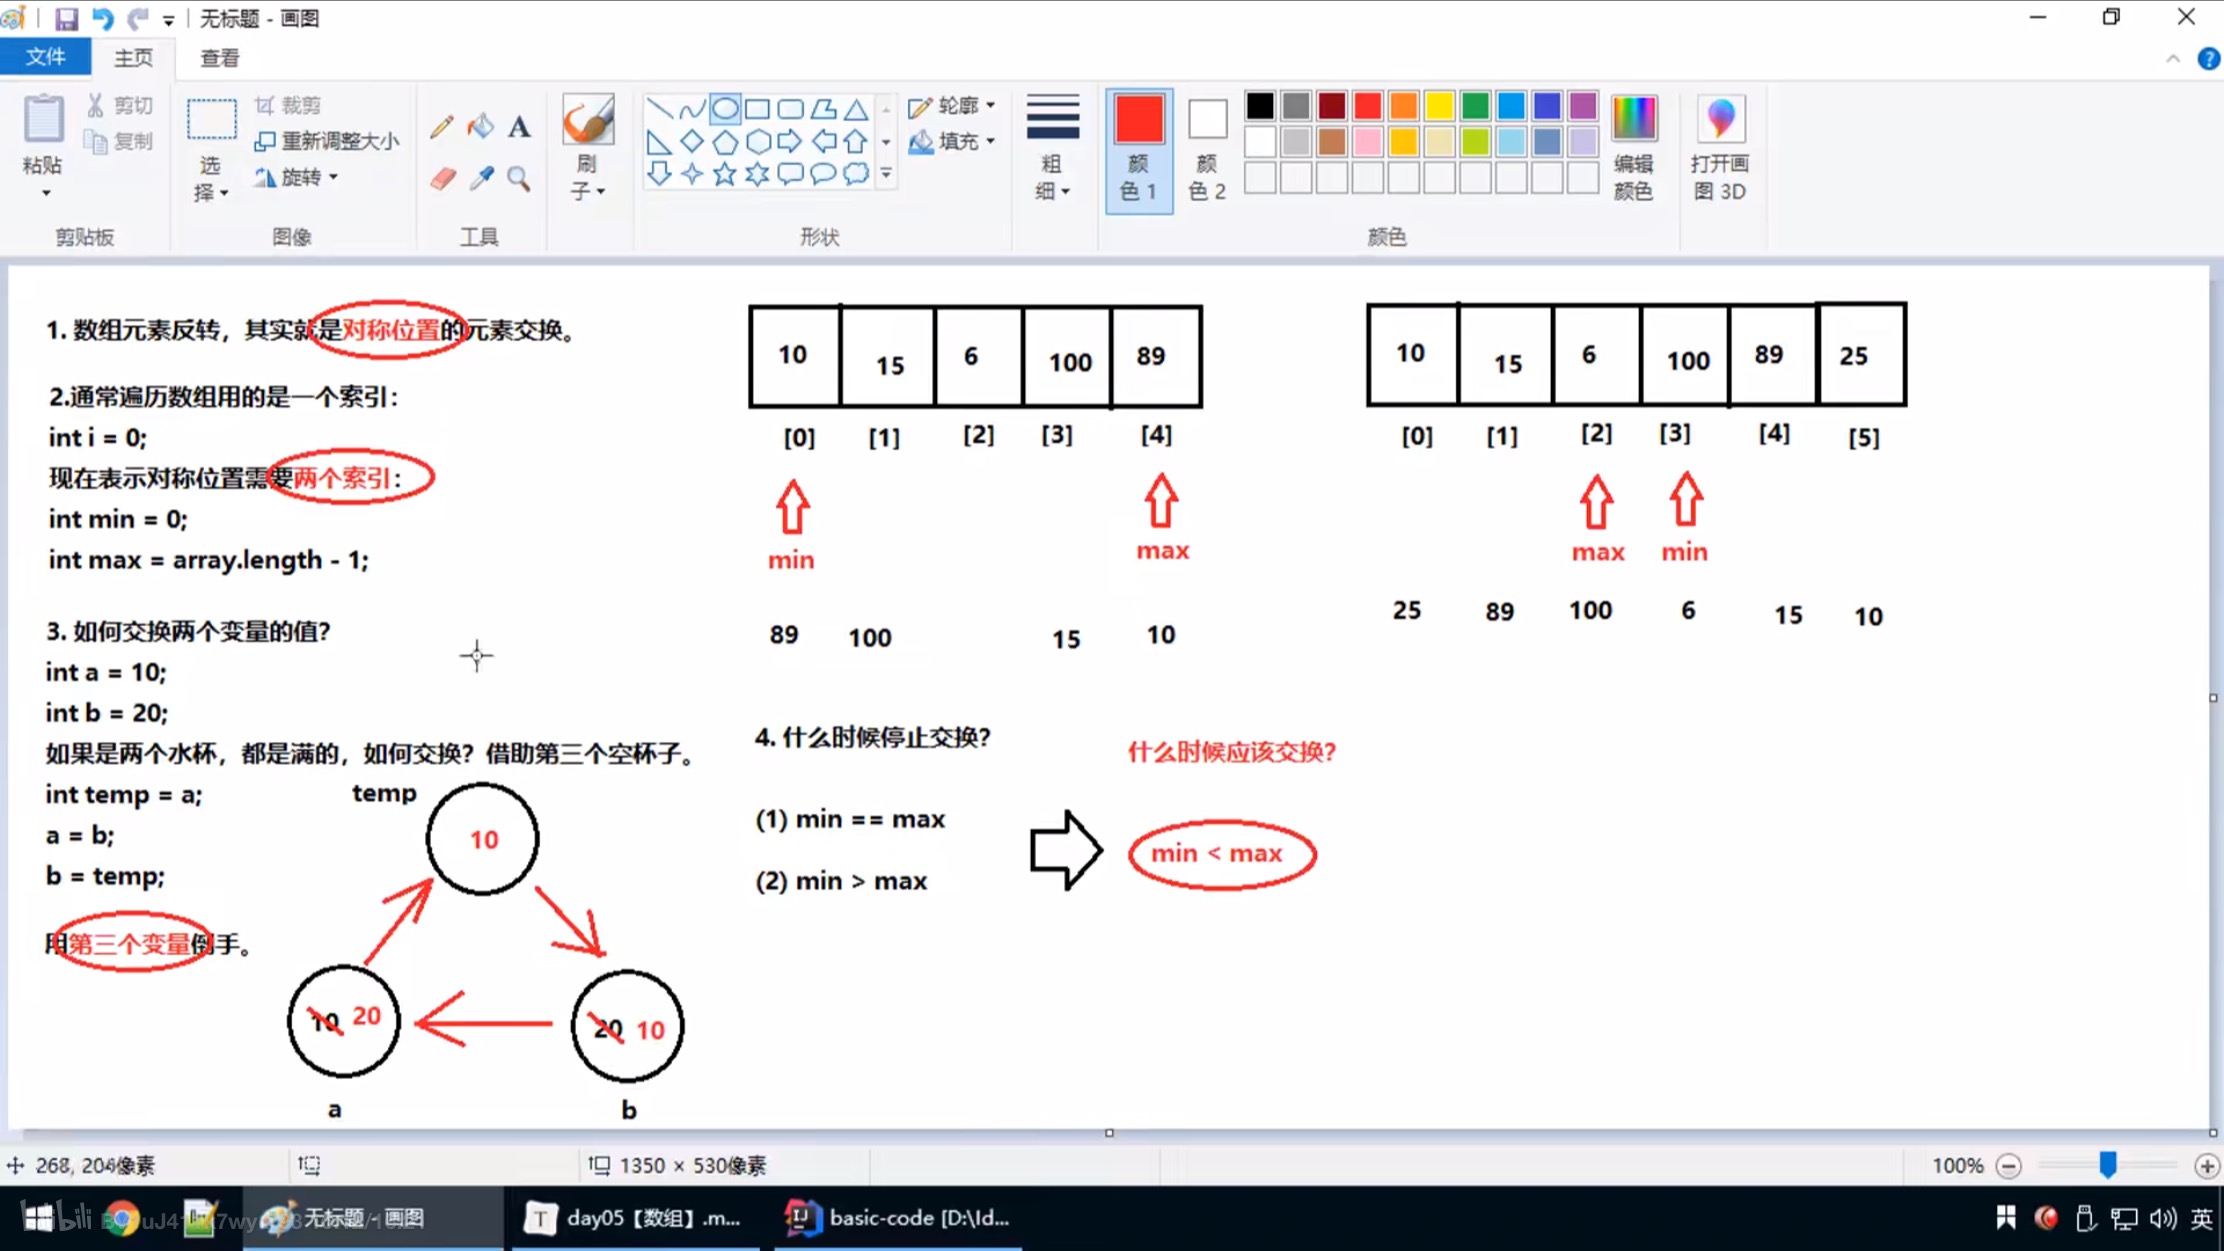 无标题 - 画图
文件 主页 查看
粘贴 剪切 复制 剪贴板
选择 裁剪 重新调整大小 旋转 图像
A 工具
刷子
轮廓 填充 形状
粗细
颜色 1 颜色 2 编辑颜色 颜色
打开画图 3D
1. 数组元素反转，其实就是对称位置的元素交换。
2.通常遍历数组用的是一个索引：
int i = 0;
现在表示对称位置需要两个索引：
int min = 0;
int max = array.length - 1;
3. 如何交换两个变量的值？
int a = 10;
int b = 20;
如果是两个水杯，都是满的，如何交换？借助第三个空杯子。
int temp = a;
a = b;
b = temp;
用第三个变量倒手。
temp
10
10 20
20 10
a b
10 15 6 100 89
[0] [1] [2] [3] [4]
min max
89 100 15 10
10 15 6 100 89 25
[0] [1] [2] [3] [4] [5]
max min
25 89 100 6 15 10
4. 什么时候停止交换？
什么时候应该交换？
(1) min == max
(2) min > max
min < max
268, 204像素
1350 × 530像素
100%
bilibili
无标题 - 画图
T day05【数组】.m...
IJ basic-code [D:\Id...
英